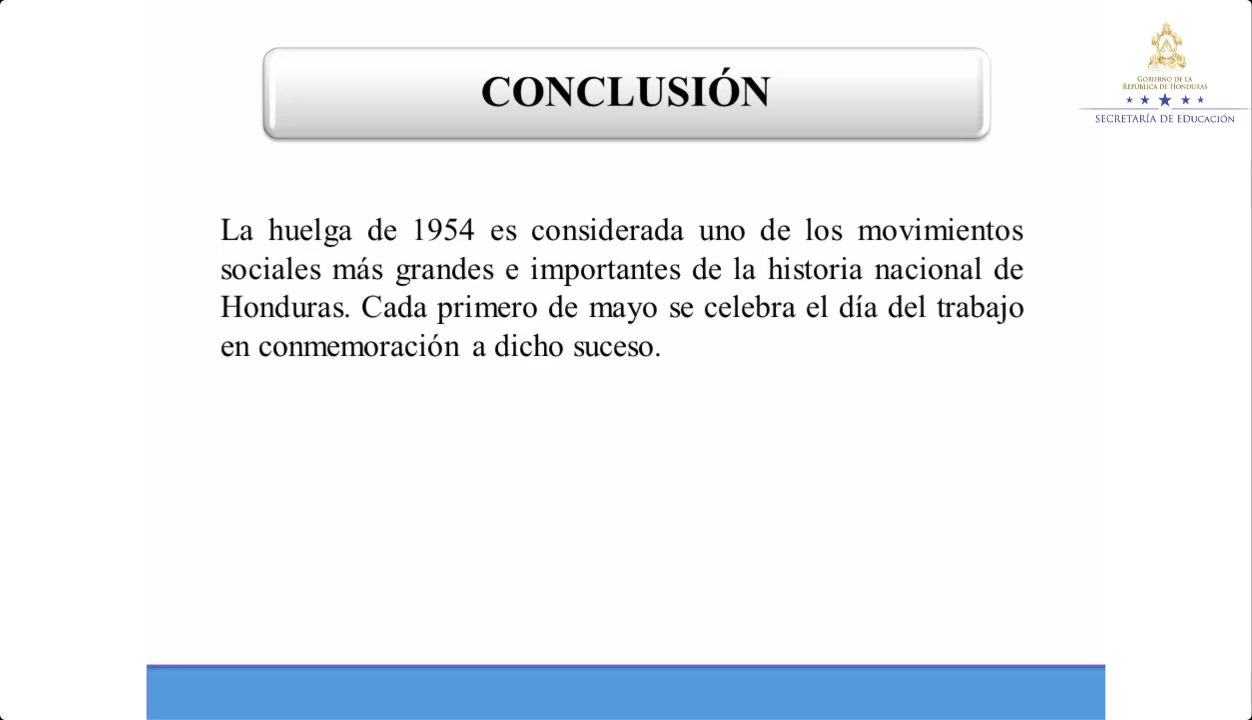 CONCLUSIÓN
GOBIERNO DE LA
REPÚBLICA DE HONDURAS
SECRETARÍA DE EDUCACIÓN
La huelga de 1954 es considerada uno de los movimientos
sociales más grandes e importantes de la historia nacional de
Honduras. Cada primero de mayo se celebra el día del trabajo
en conmemoración a dicho suceso.